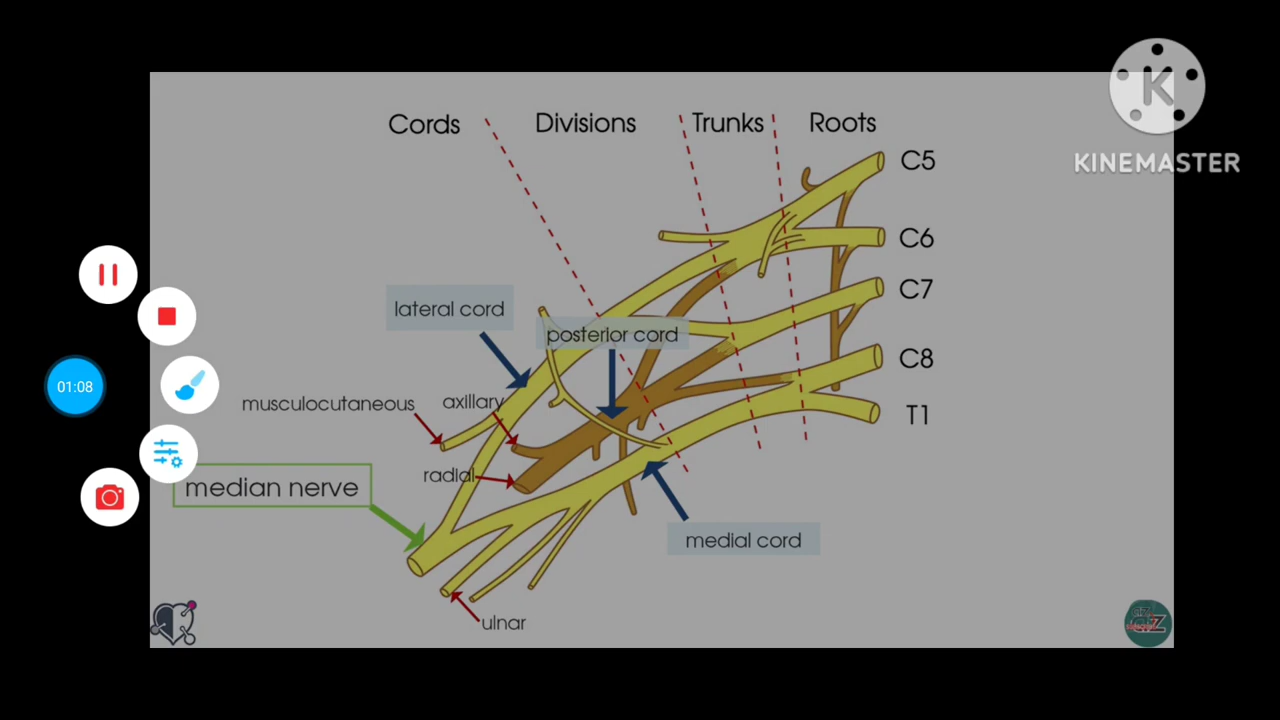 Cords Divisions Trunks Roots
KINEMASTER
C5
C6
C7
C8
T1
lateral cord
posterior cord
musculocutaneous
axillary
radial
median nerve
medial cord
ulnar
01:08